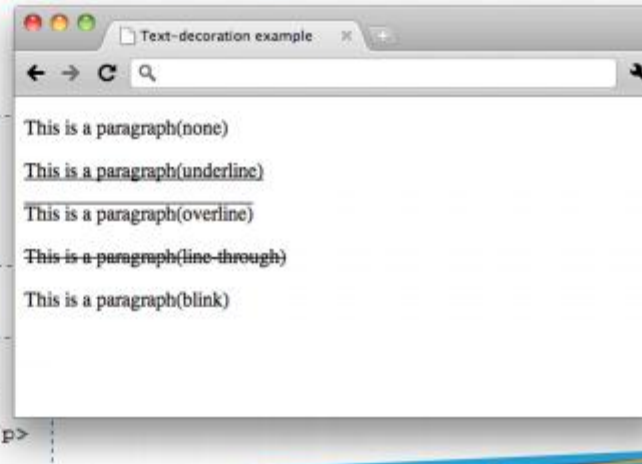 Text-decoration example
This is a paragraph(none)
This is a paragraph(underline)
This is a paragraph(overline)
This is a paragraph(line-through)
This is a paragraph(blink)
p>